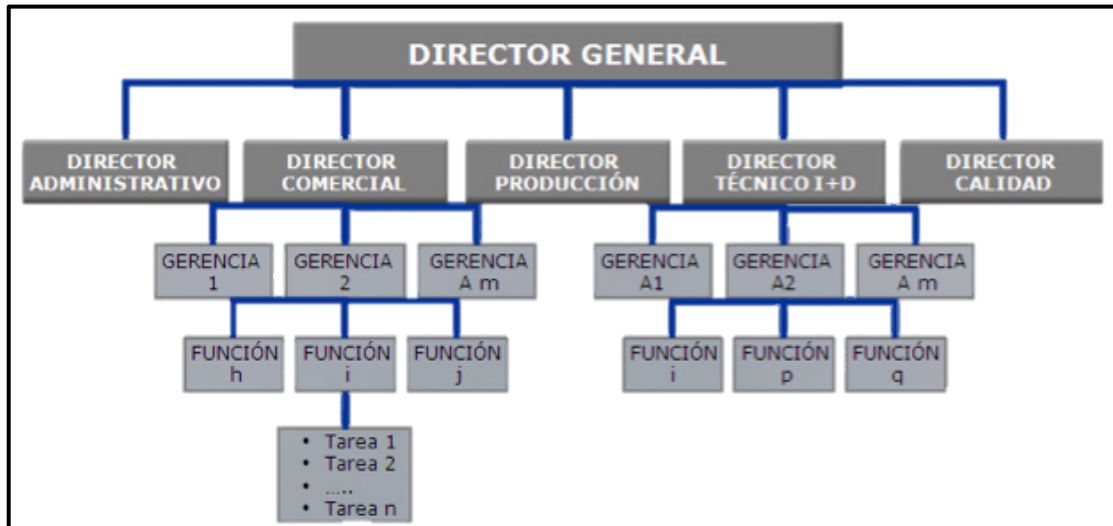 DIRECTOR GENERAL
DIRECTOR
ADMINISTRATIVO
DIRECTOR
COMERCIAL
DIRECTOR
PRODUCCIÓN
DIRECTOR
TÉCNICO I+D
DIRECTOR
CALIDAD
GERENCIA
1
GERENCIA
2
GERENCIA
A m
GERENCIA
A1
GERENCIA
A2
GERENCIA
A m
FUNCIÓN
h
FUNCIÓN
i
FUNCIÓN
j
FUNCIÓN
i
FUNCIÓN
p
FUNCIÓN
q
• Tarea 1
• Tarea 2
• …..
• Tarea n